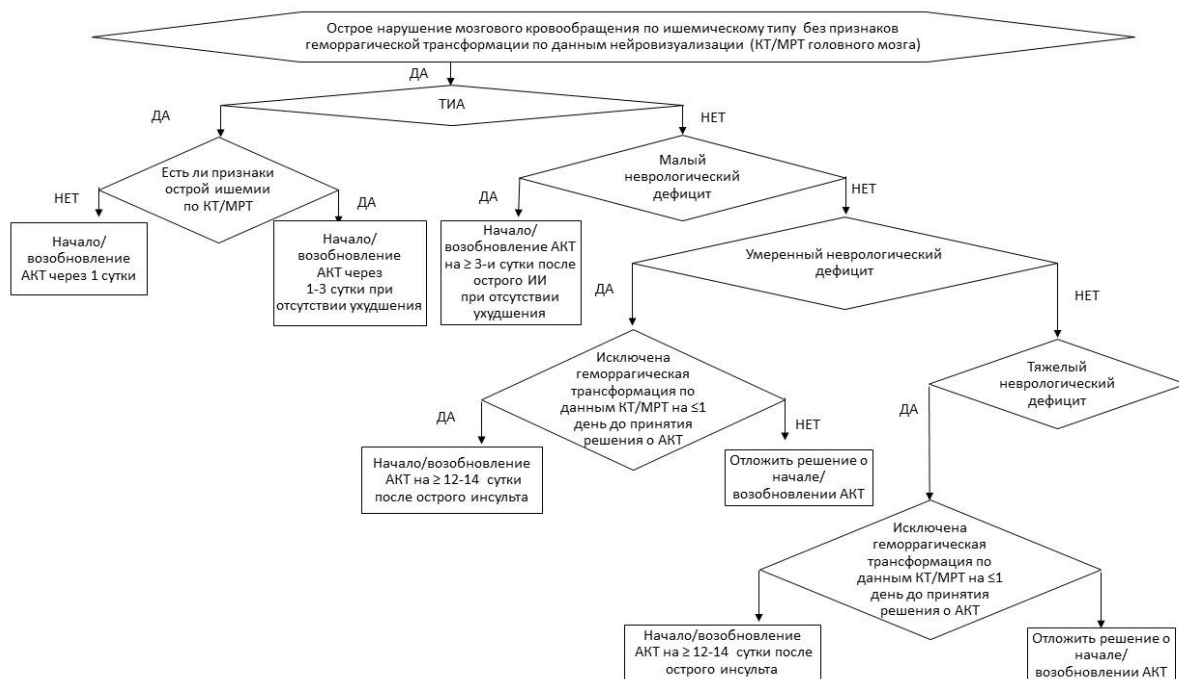 Острое нарушение мозгового кровообращения по ишемическому типу без признаков
геморрагической трансформации по данным нейровизуализации (КТ/МРТ головного мозга)
ДА
ТИА
ДА
НЕТ
Есть ли признаки
острой ишемии
по КТ/МРТ
НЕТ
ДА
Начало/
возобновление
АКТ через 1 сутки
Начало/
возобновление
АКТ через
1-3 сутки при
отсутствии ухудшения
Малый
неврологический
дефицит
ДА
НЕТ
Начало/
возобновление АКТ
на ≥ 3-и сутки после
острого ИИ
при отсутствии
ухудшения
Умеренный неврологический
дефицит
ДА
НЕТ
Исключена
геморрагическая
трансформация по
данным КТ/МРТ на ≤1
день до принятия
решения о АКТ
ДА
НЕТ
Начало/возобновление
АКТ на ≥ 12-14 сутки
после острого инсульта
Отложить решение о
начале/
возобновлении АКТ
Тяжелый
неврологический
дефицит
ДА
Исключена
геморрагическая
трансформация по
данным КТ/МРТ на ≤1
день до принятия
решения о АКТ
ДА
НЕТ
Начало/возобновление
АКТ на ≥ 12-14 сутки после
острого инсульта
Отложить решение о
начале/
возобновлении АКТ